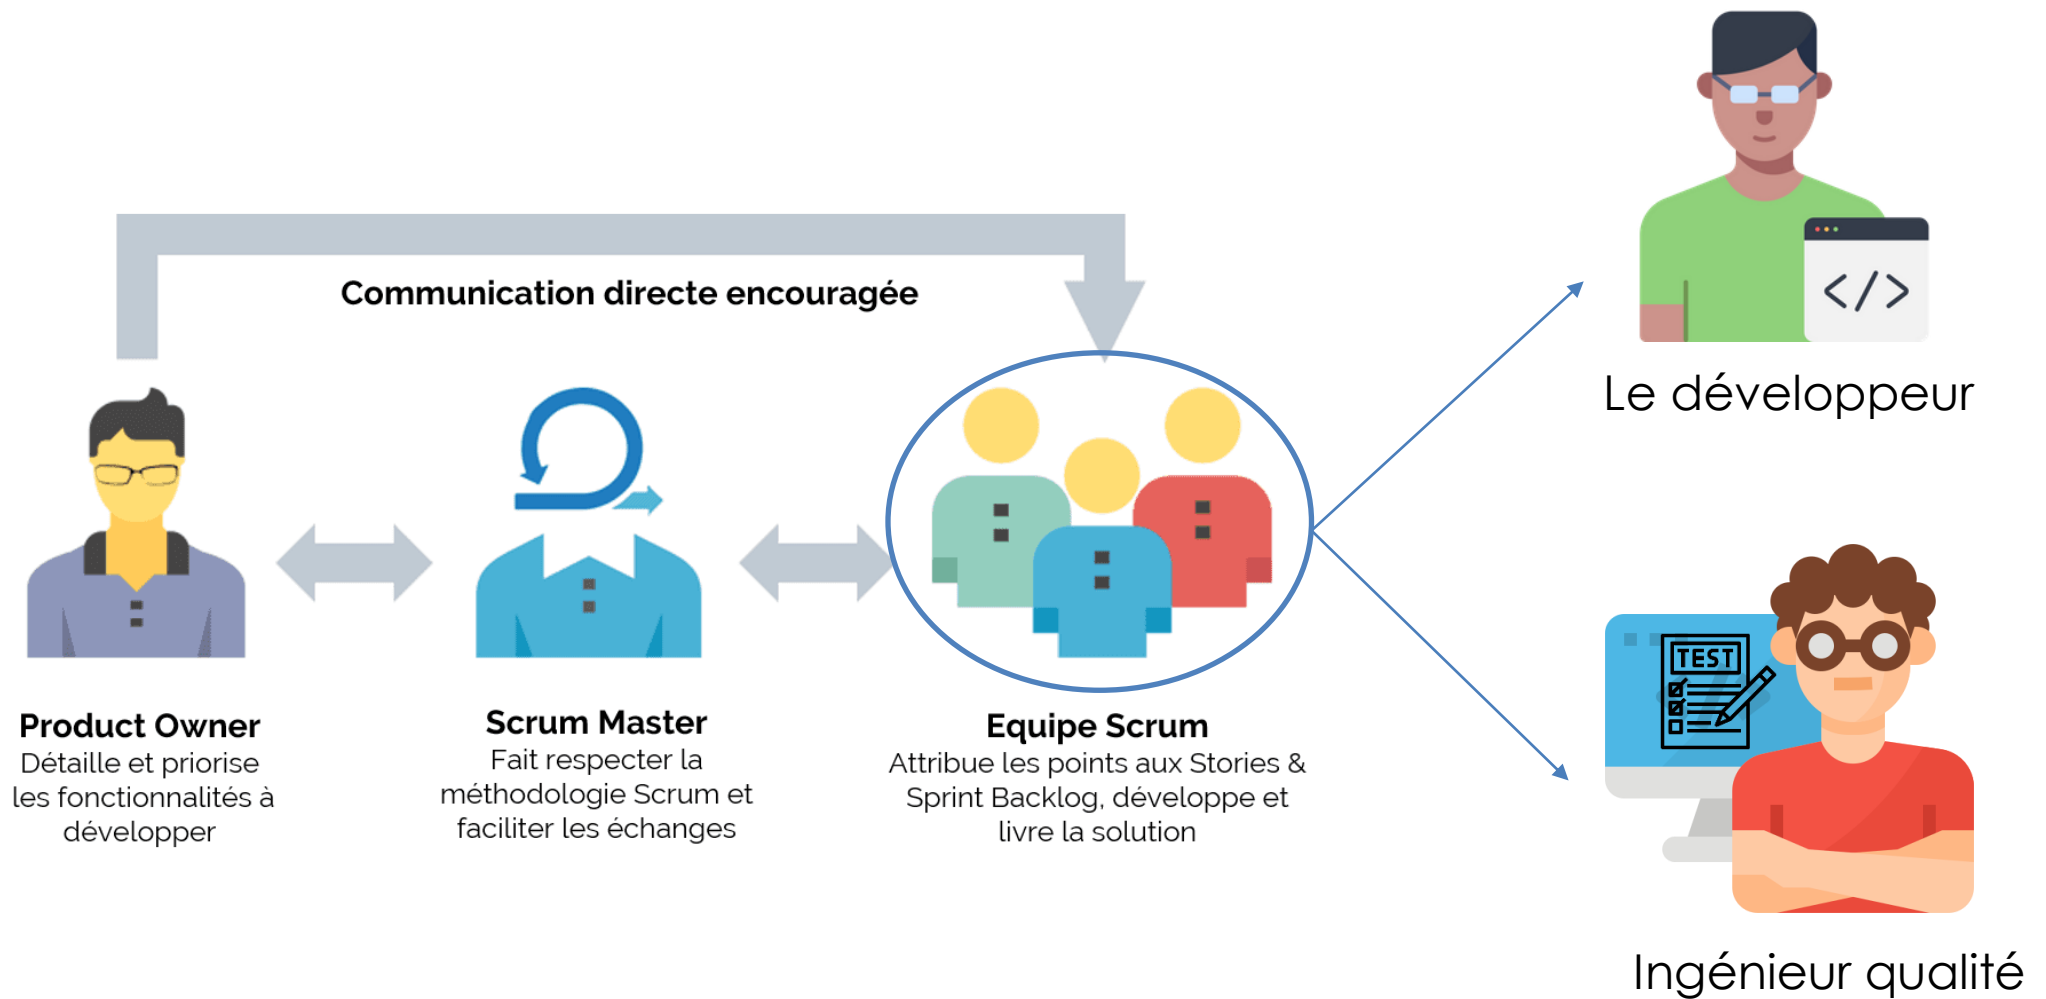 Communication directe encouragée
Product Owner
Détaille et priorise
les fonctionnalités à
développer
Scrum Master
Fait respecter la
méthodologie Scrum et
faciliter les échanges
Equipe Scrum
Attribue les points aux Stories &
Sprint Backlog, développe et
livre la solution
</>
Le développeur
TEST
Ingénieur qualité